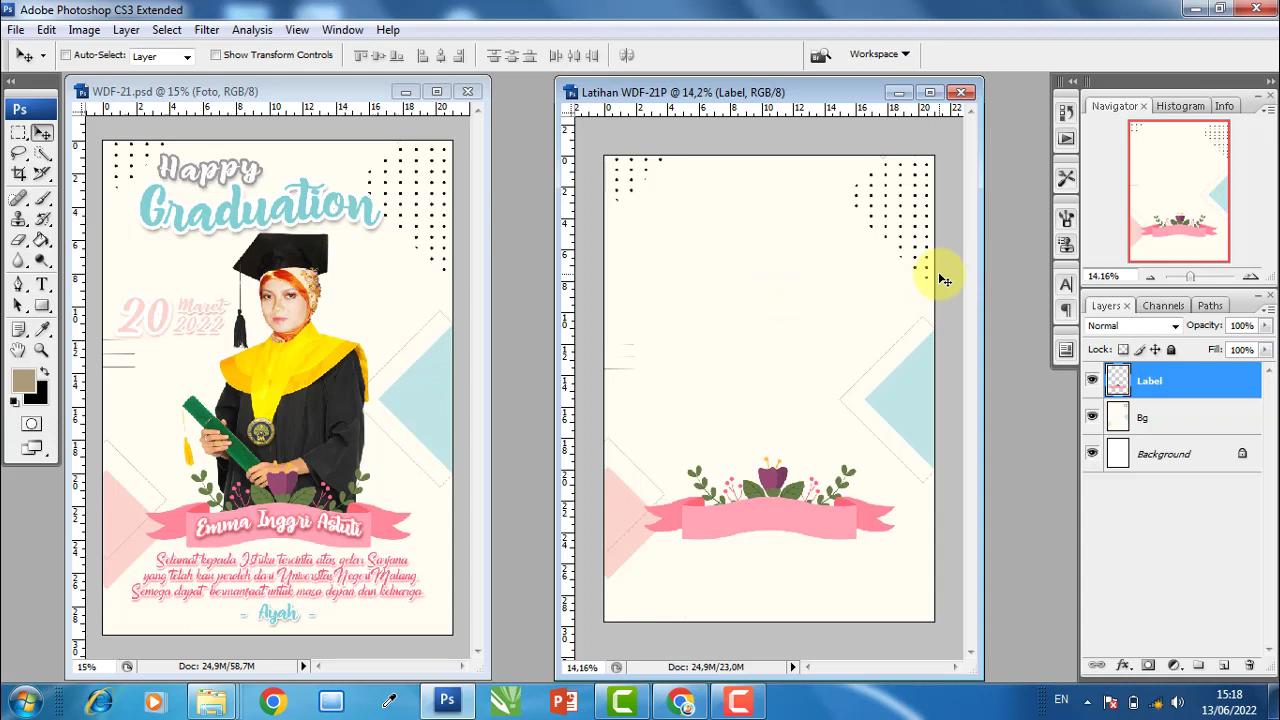 Adobe Photoshop CS3 Extended
File Edit Image Layer Select Filter Analysis View Window Help
Auto-Select: Layer Show Transform Controls Workspace
WDF-21.psd @ 15% (Foto, RGB/8)
Latihan WDF-21P @ 14,2% (Label, RGB/8)
Ps
Happy
Graduation
20 Maret
2022
Emma Inggri Astuti
Selamat kepada Istriku tercinta atas gelar Sarjana
yang telah kau peroleh dari Universitas Negeri Malang
Semoga dapat bermanfaat untuk masa depan dan keluarga
- Ayah -
15% Doc: 24,9M/58,7M
14,16% Doc: 24,9M/23,0M
Navigator Histogram Info
14.16%
Layers Channels Paths
Normal Opacity: 100%
Lock: Fill: 100%
Label
Bg
Background
EN 15:18
13/06/2022